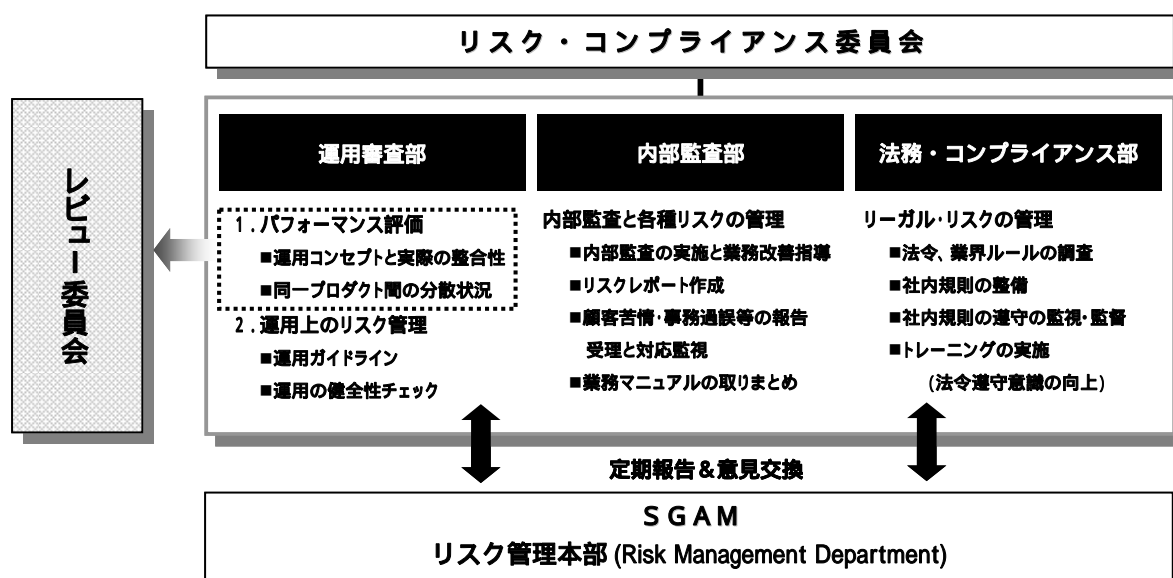 リスク・コンプライアンス委員会
レビュー委員会
運用審査部
1.パフォーマンス評価
■運用コンセプトと実際の整合性
■同一プロダクト間の分散状況
2.運用上のリスク管理
■運用ガイドライン
■運用の健全性チェック
内部監査部
内部監査と各種リスクの管理
■内部監査の実施と業務改善指導
■リスクレポート作成
■顧客苦情・事務過誤等の報告
受理と対応監視
■業務マニュアルの取りまとめ
法務・コンプライアンス部
リーガル・リスクの管理
■法令、業界ルールの調査
■社内規則の整備
■社内規則の遵守の監視・監督
■トレーニングの実施
(法令遵守意識の向上)
定期報告&意見交換
SGAM
リスク管理本部 (Risk Management Department)